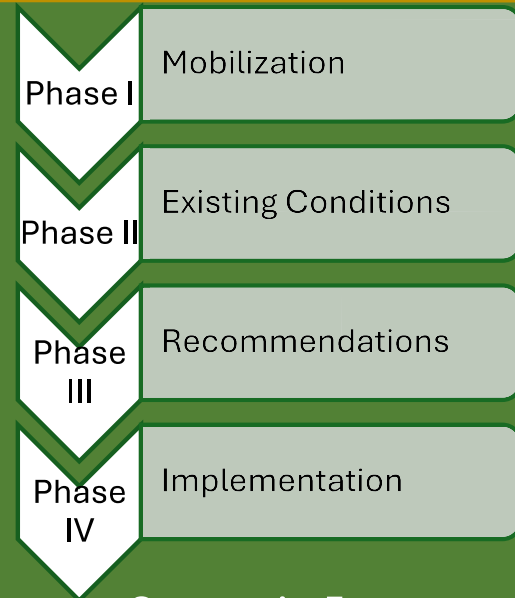 Phase I
Mobilization
Phase II
Existing Conditions
Phase
III
Recommendations
Phase
IV
Implementation